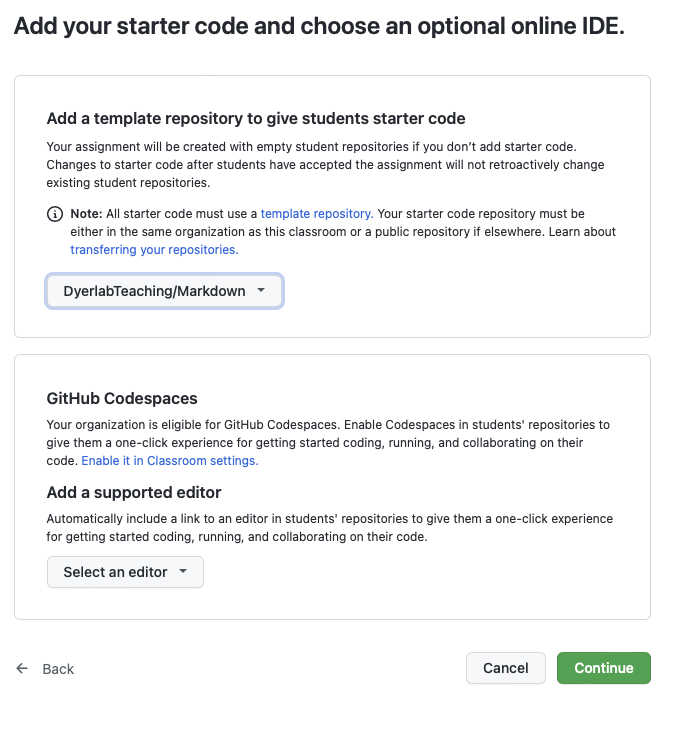 Add your starter code and choose an optional online IDE.
Add a template repository to give students starter code
Your assignment will be created with empty student repositories if you don’t add starter code.
Changes to starter code after students have accepted the assignment will not retroactively change
existing student repositories.
Note: All starter code must use a template repository. Your starter code repository must be
either in the same organization as this classroom or a public repository if elsewhere. Learn about
transferring your repositories.
DyerlabTeaching/Markdown
GitHub Codespaces
Your organization is eligible for GitHub Codespaces. Enable Codespaces in students' repositories to
give them a one-click experience for getting started coding, running, and collaborating on their
code. Enable it in Classroom settings.
Add a supported editor
Automatically include a link to an editor in students' repositories to give them a one-click experience
for getting started coding, running, and collaborating on their code.
Select an editor
Back
Cancel
Continue